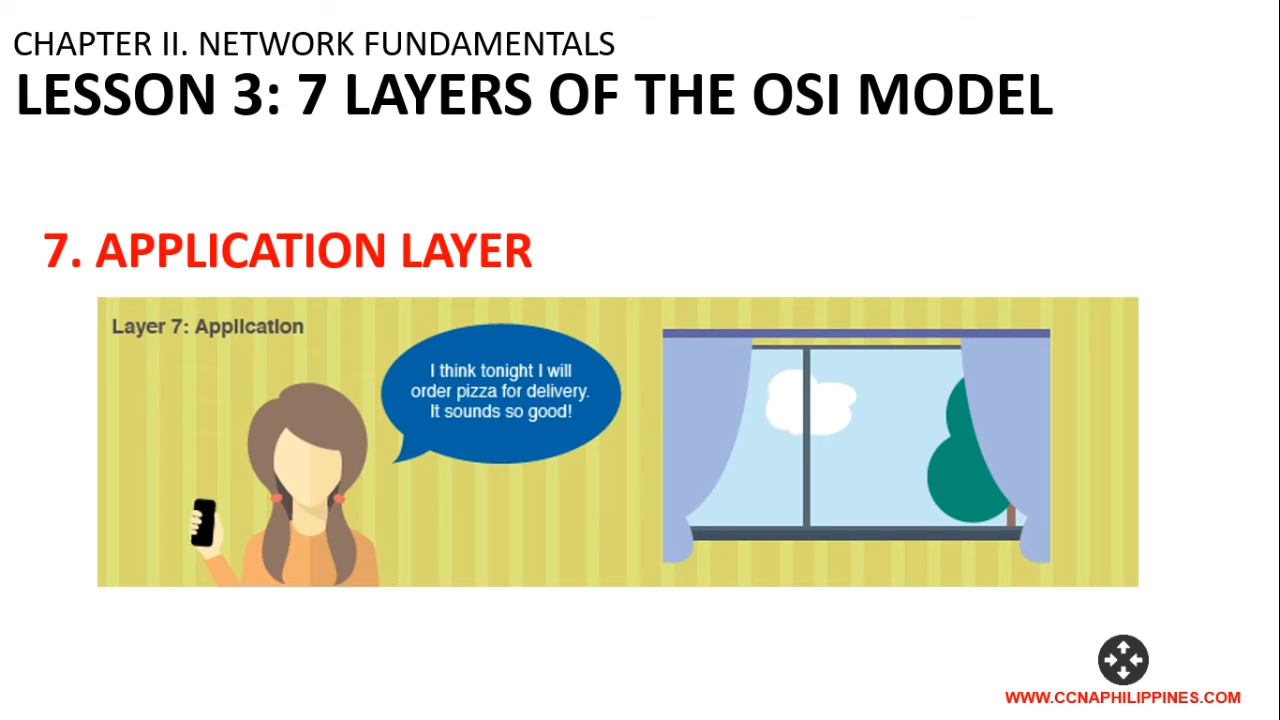 CHAPTER II. NETWORK FUNDAMENTALS
LESSON 3: 7 LAYERS OF THE OSI MODEL
7. APPLICATION LAYER
Layer 7: Application
I think tonight I will
order pizza for delivery.
It sounds so good!
WWW.CCNAPHILIPPINES.COM